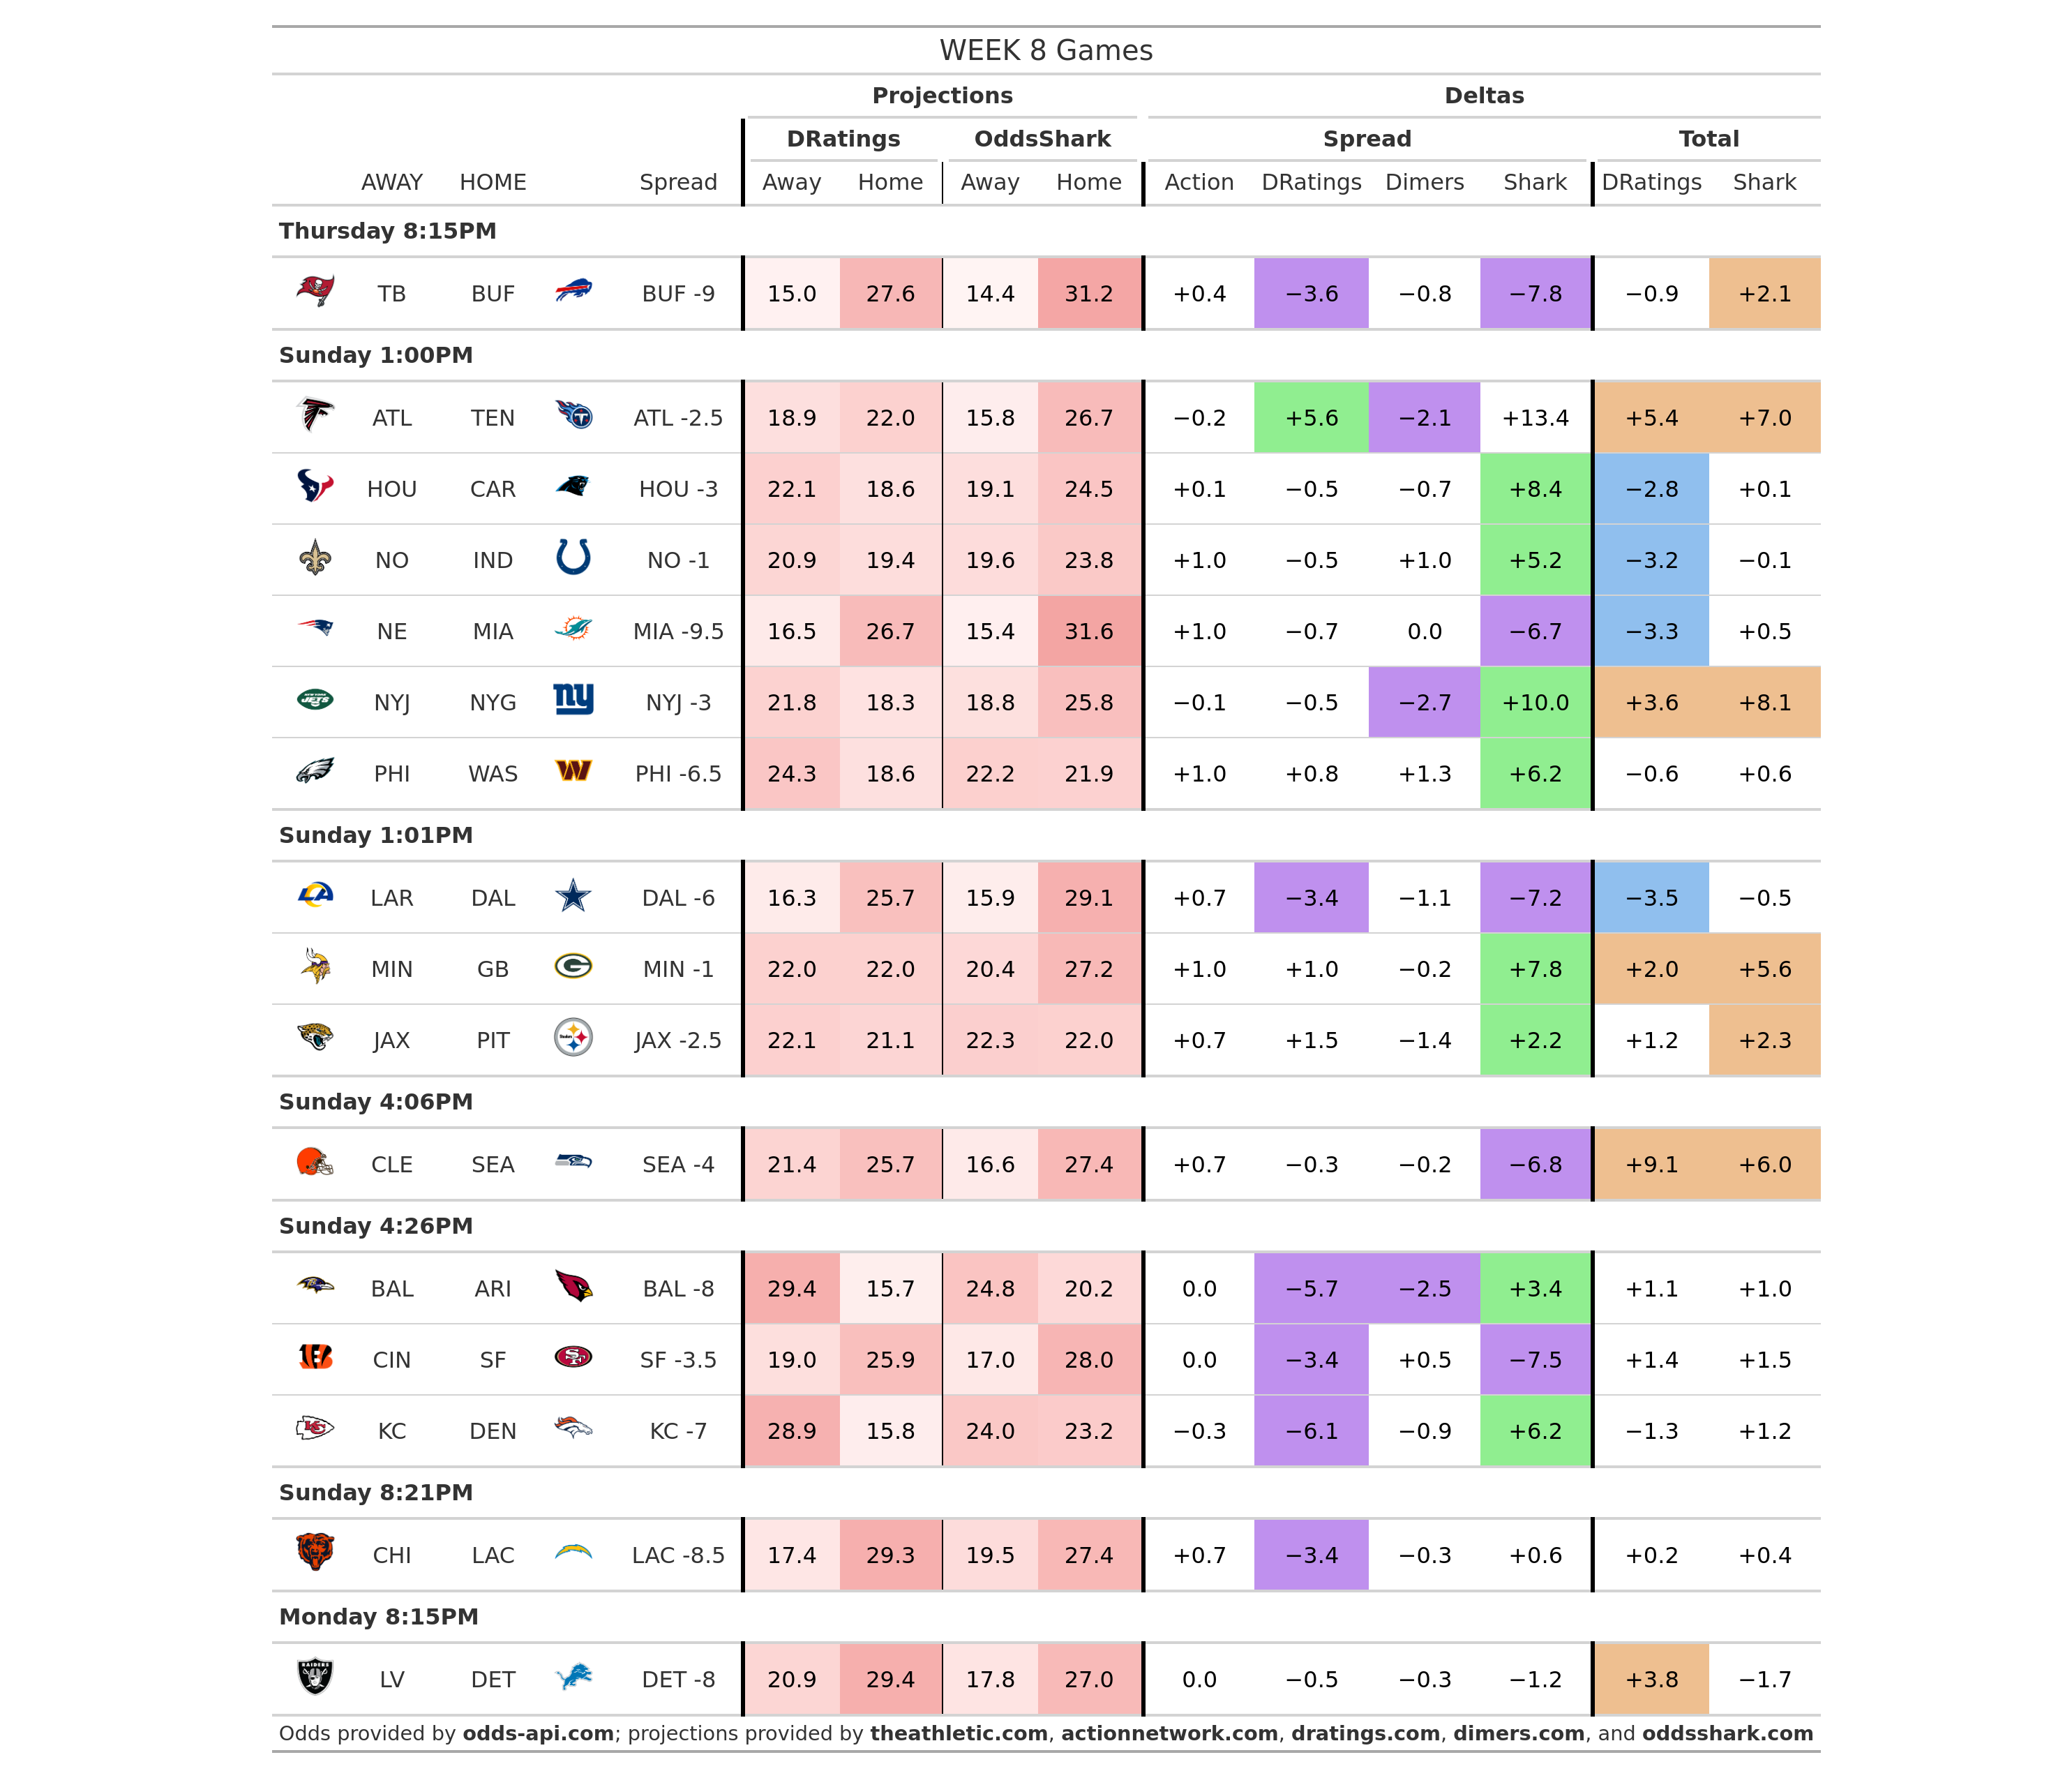 WEEK 8 Games
Projections Deltas
DRatings OddsShark Spread Total
AWAY HOME Spread Away Home Away Home Action DRatings Dimers Shark DRatings Shark
Thursday 8:15PM
TB BUF BUF -9 15.0 27.6 14.4 31.2 +0.4 −3.6 −0.8 −7.8 −0.9 +2.1
Sunday 1:00PM
ATL TEN ATL -2.5 18.9 22.0 15.8 26.7 −0.2 +5.6 −2.1 +13.4 +5.4 +7.0
HOU CAR HOU -3 22.1 18.6 19.1 24.5 +0.1 −0.5 −0.7 +8.4 −2.8 +0.1
NO IND NO -1 20.9 19.4 19.6 23.8 +1.0 −0.5 +1.0 +5.2 −3.2 −0.1
NE MIA MIA -9.5 16.5 26.7 15.4 31.6 +1.0 −0.7 0.0 −6.7 −3.3 +0.5
NYJ NYG ny NYJ -3 21.8 18.3 18.8 25.8 −0.1 −0.5 −2.7 +10.0 +3.6 +8.1
PHI WAS PHI -6.5 24.3 18.6 22.2 21.9 +1.0 +0.8 +1.3 +6.2 −0.6 +0.6
Sunday 1:01PM
LAR DAL DAL -6 16.3 25.7 15.9 29.1 +0.7 −3.4 −1.1 −7.2 −3.5 −0.5
MIN GB MIN -1 22.0 22.0 20.4 27.2 +1.0 +1.0 −0.2 +7.8 +2.0 +5.6
JAX PIT JAX -2.5 22.1 21.1 22.3 22.0 +0.7 +1.5 −1.4 +2.2 +1.2 +2.3
Sunday 4:06PM
CLE SEA SEA -4 21.4 25.7 16.6 27.4 +0.7 −0.3 −0.2 −6.8 +9.1 +6.0
Sunday 4:26PM
BAL ARI BAL -8 29.4 15.7 24.8 20.2 0.0 −5.7 −2.5 +3.4 +1.1 +1.0
CIN SF SF -3.5 19.0 25.9 17.0 28.0 0.0 −3.4 +0.5 −7.5 +1.4 +1.5
KC DEN KC -7 28.9 15.8 24.0 23.2 −0.3 −6.1 −0.9 +6.2 −1.3 +1.2
Sunday 8:21PM
CHI LAC LAC -8.5 17.4 29.3 19.5 27.4 +0.7 −3.4 −0.3 +0.6 +0.2 +0.4
Monday 8:15PM
LV DET DET -8 20.9 29.4 17.8 27.0 0.0 −0.5 −0.3 −1.2 +3.8 −1.7
Odds provided by odds-api.com; projections provided by theathletic.com, actionnetwork.com, dratings.com, dimers.com, and oddsshark.com